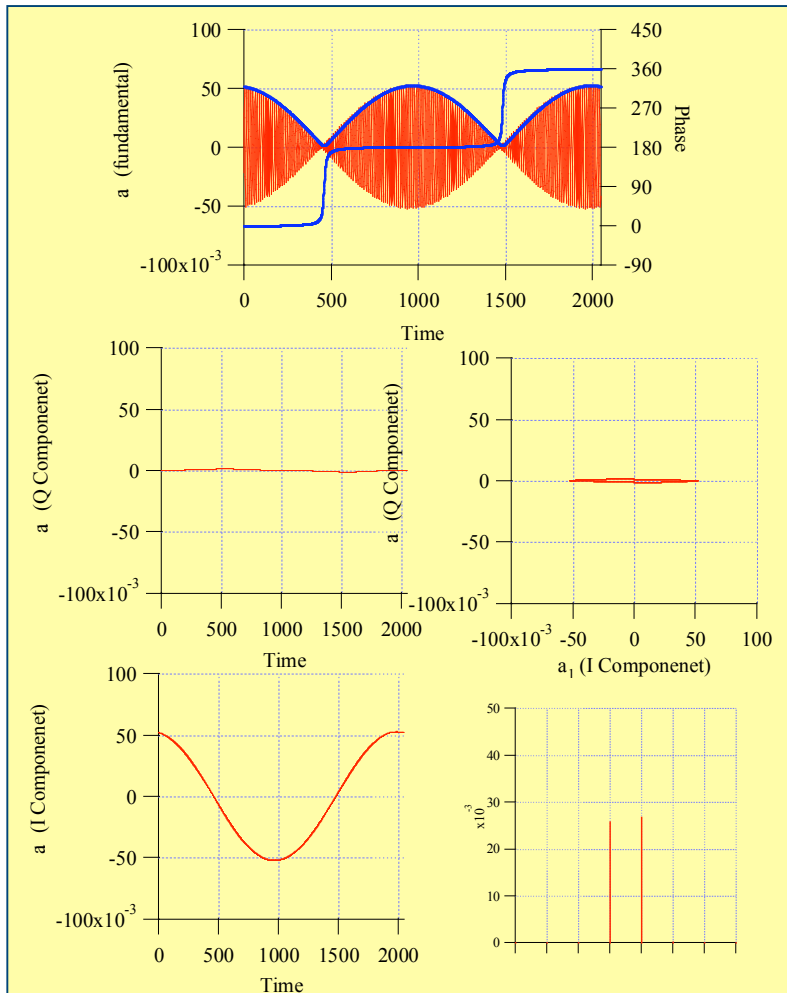 100
50
0
-50
-100x10-3
a (fundamental)
450
360
270
180
90
0
-90
Phase
0 500 1000 1500 2000
Time
100
50
0
-50
-100x10-3
a (Q Componenet)
0 500 1000 1500 2000
Time
100
50
0
-50
-100x10-3
a (Q Componenet)
-100x10-3 -50 0 50 100
a1 (I Componenet)
100
50
0
-50
-100x10-3
a (I Componenet)
0 500 1000 1500 2000
Time
50
40
30
20
10
0
x10-3